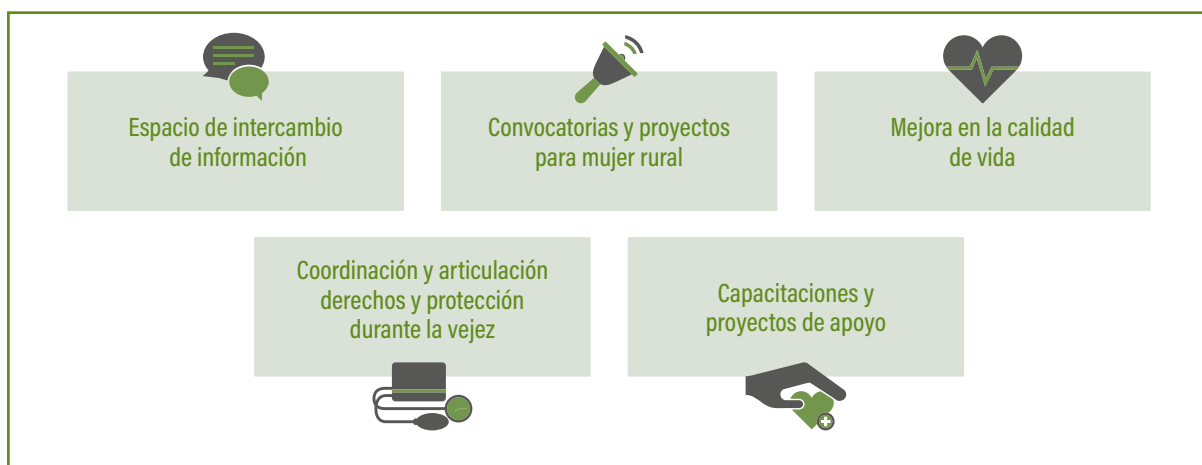 Espacio de intercambio
de información
Convocatorias y proyectos
para mujer rural
Mejora en la calidad
de vida
Coordinación y articulación
derechos y protección
durante la vejez
Capacitaciones y
proyectos de apoyo